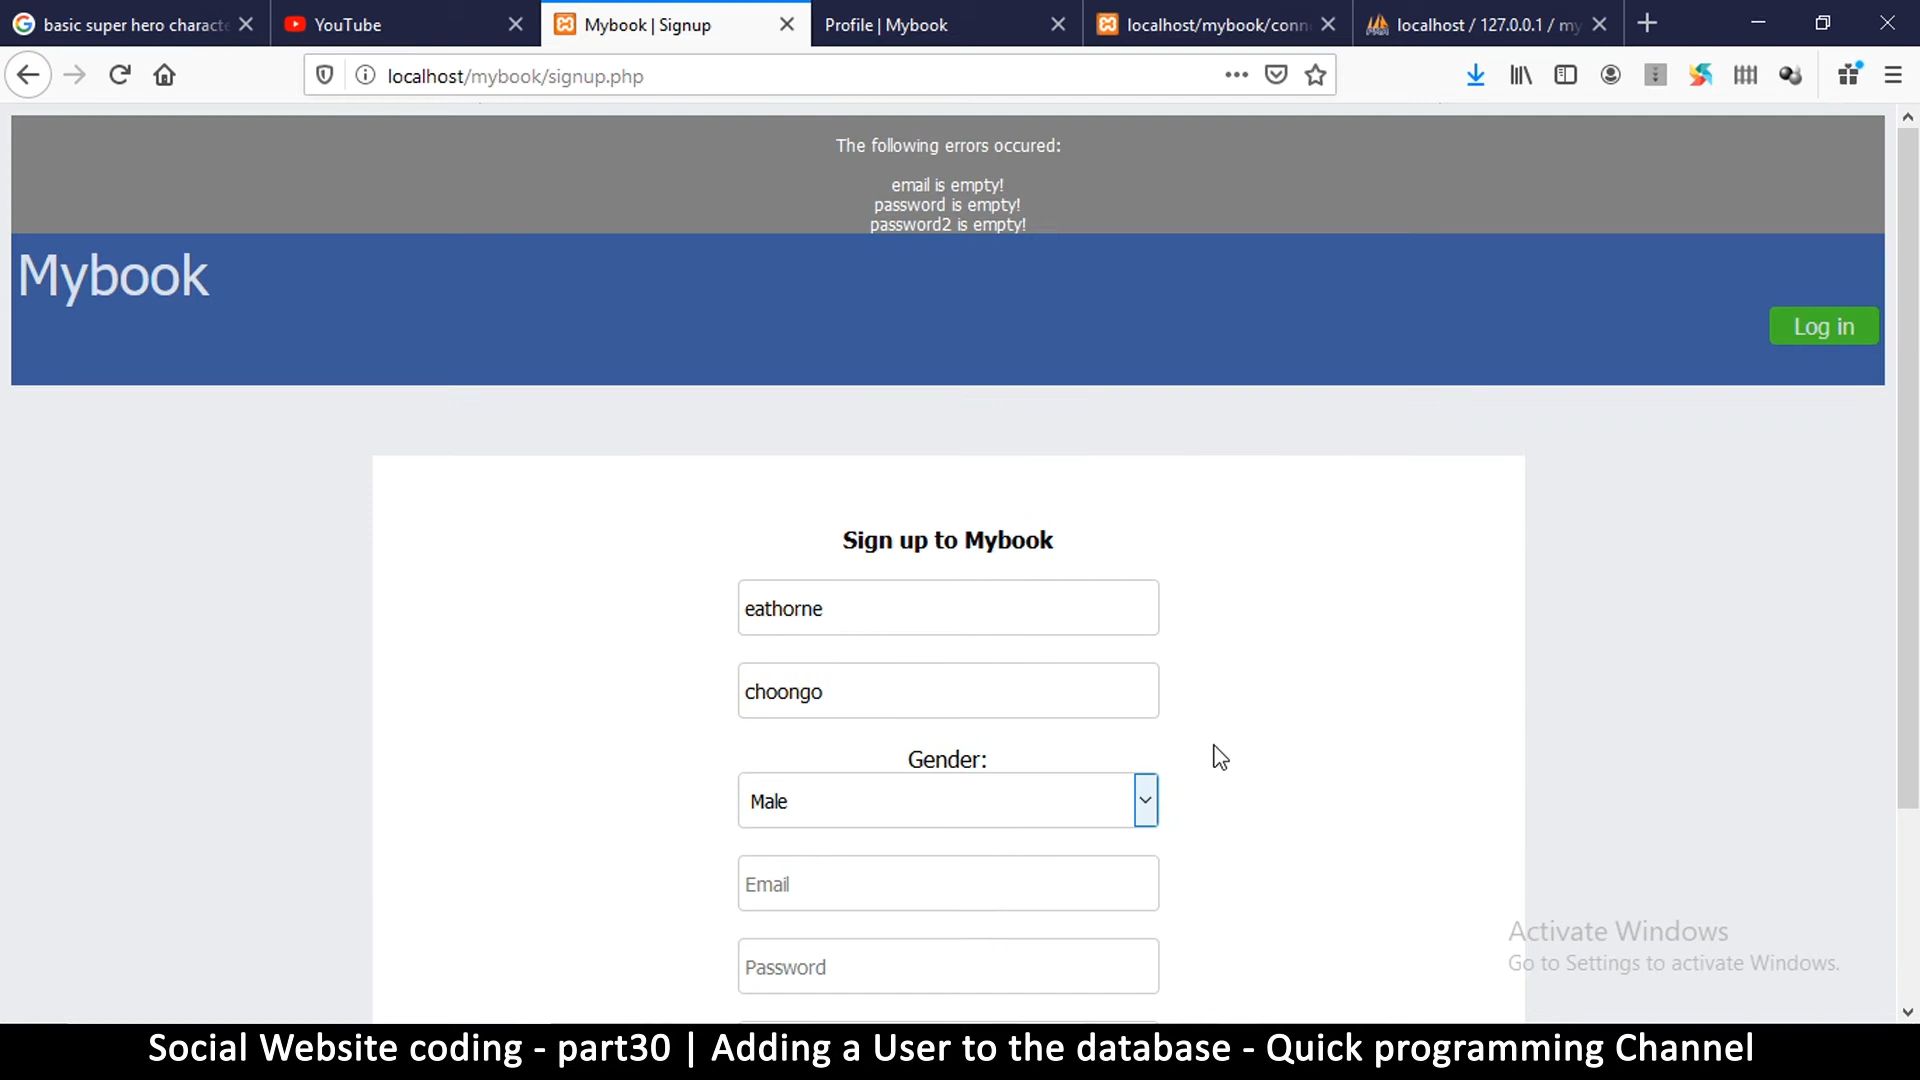 basic super hero characte
YouTube
Mybook | Signup
Profile | Mybook
localhost/mybook/conn
localhost / 127.0.0.1 / my
localhost/mybook/signup.php
The following errors occured:
email is empty!
password is empty!
password2 is empty!
Mybook
Log in
Sign up to Mybook
eathorne
choongo
Gender:
Male
Email
Password
Activate Windows
Go to Settings to activate Windows.
Social Website coding - part30 | Adding a User to the database - Quick programming Channel